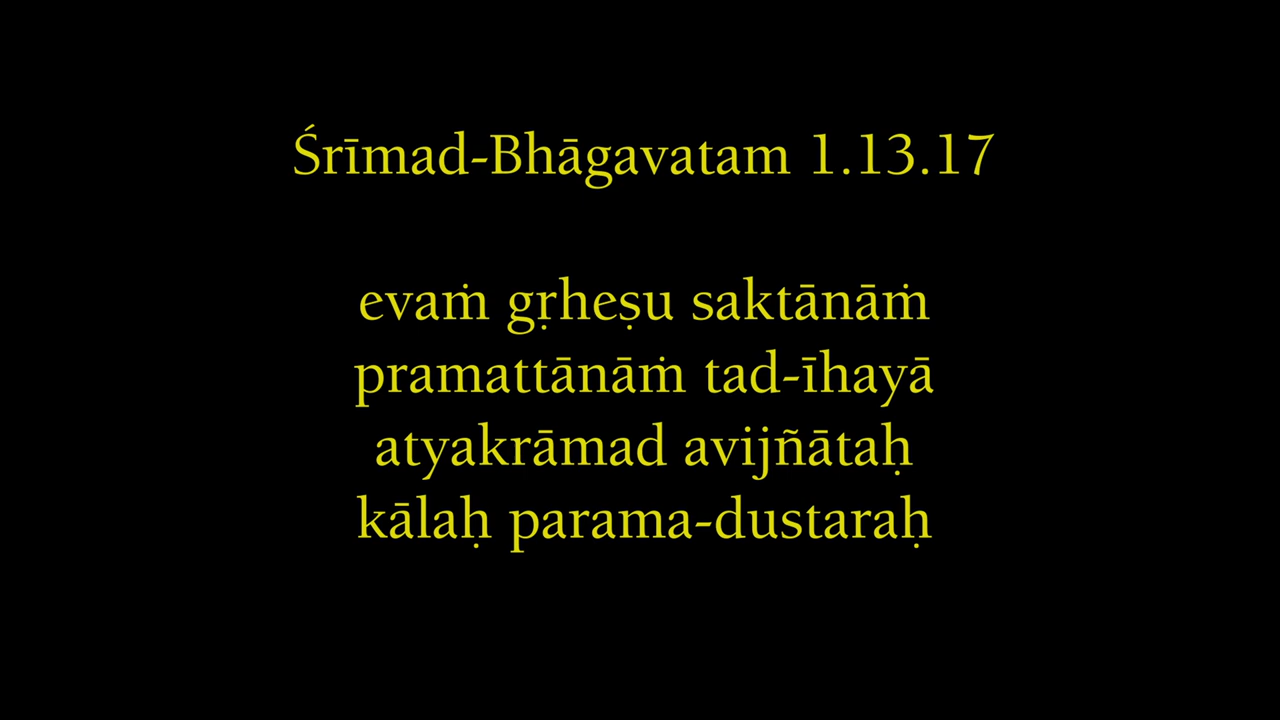 Śrīmad-Bhāgavatam 1.13.17
evaṁ gṛheṣu saktānāṁ
pramattānāṁ tad-īhayā
atyakrāmad avijñātaḥ
kālaḥ parama-dustaraḥ